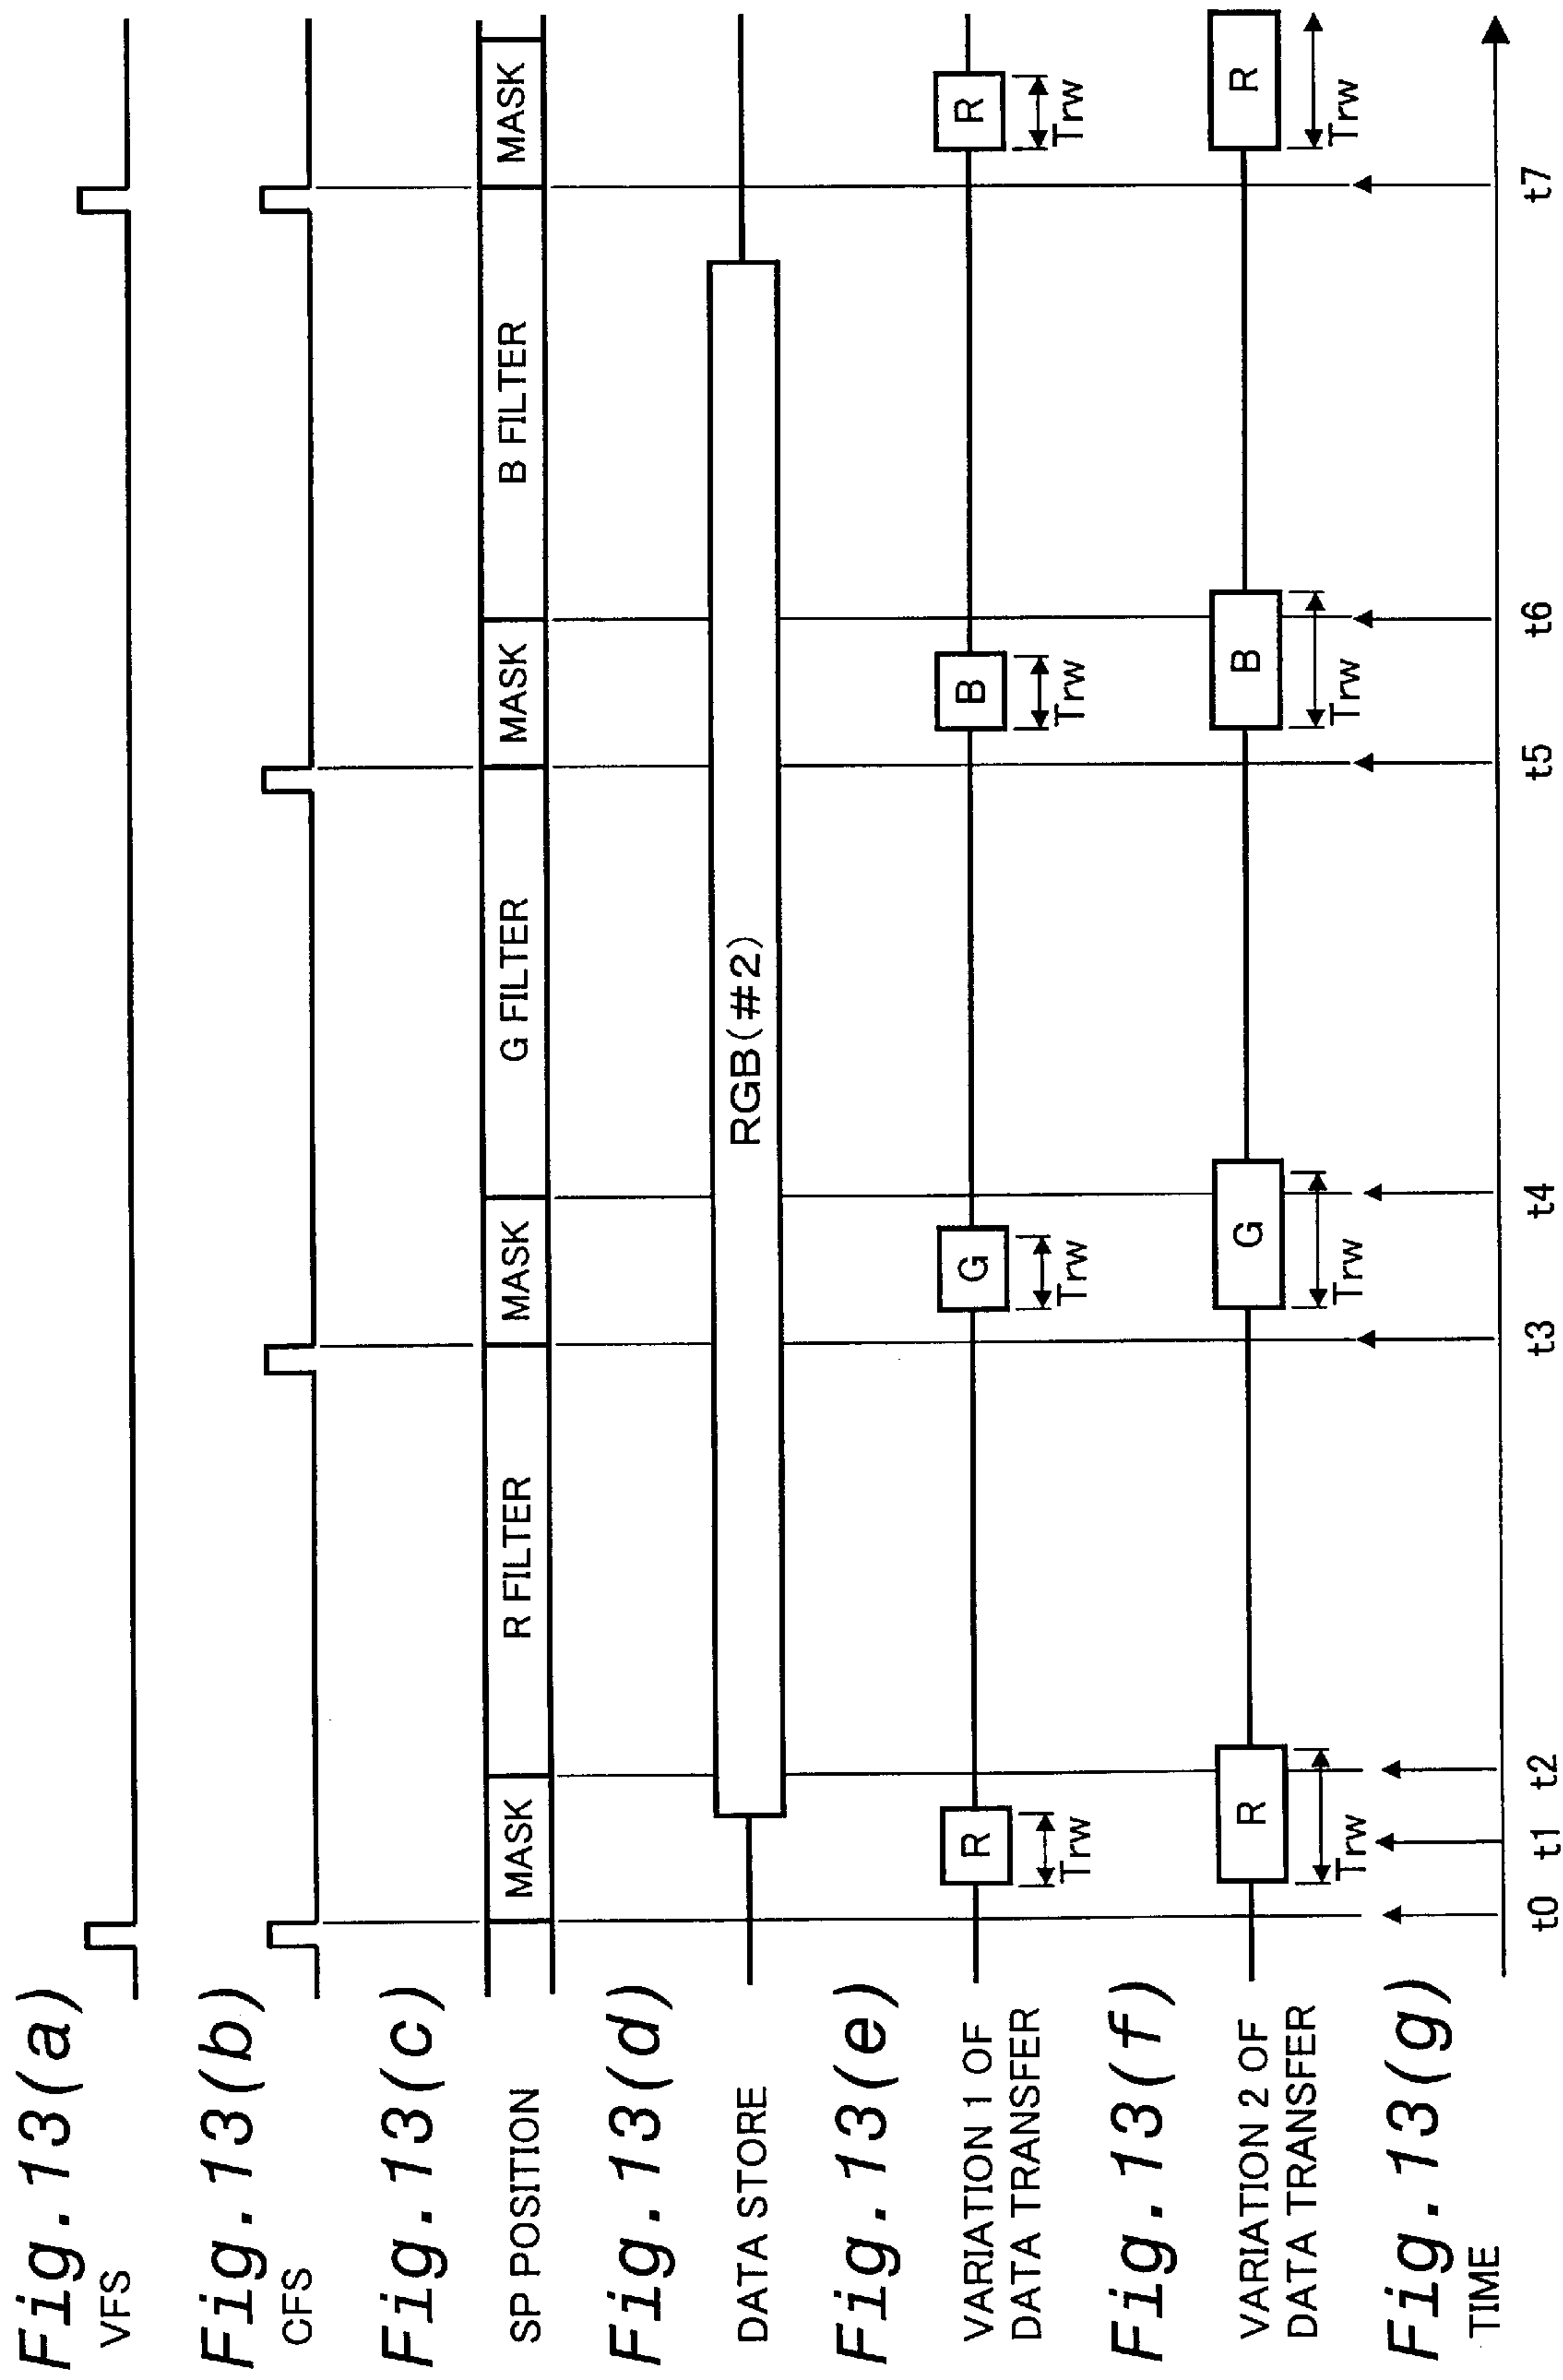 Fig.13(a)
VFS
Fig.13(b)
CFS
Fig.13(c)
SP POSITION
MASK
R FILTER
MASK
G FILTER
MASK
B FILTER
MASK
Fig.13(d)
DATA STORE
RGB(#2)
Fig.13(e)
VARIATION 1 OF
DATA TRANSFER
R
G
B
R
Trw
Trw
Trw
Trw
Fig.13(f)
VARIATION 2 OF
DATA TRANSFER
R
G
B
R
Trw
Trw
Trw
Trw
Fig.13(g)
TIME
t0
t1
t2
t3
t4
t5
t6
t7